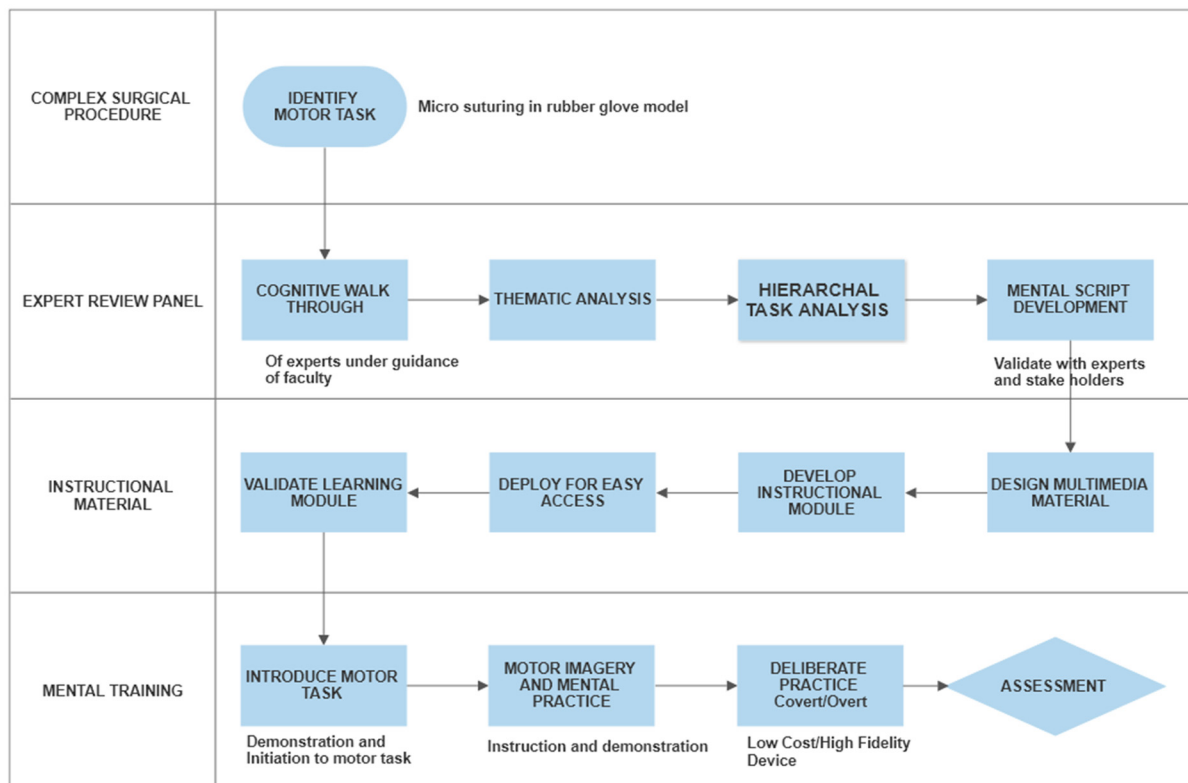 COMPLEX SURGICAL
PROCEDURE
IDENTIFY
MOTOR TASK
Micro suturing in rubber glove model
EXPERT REVIEW PANEL
COGNITIVE WALK
THROUGH
Of experts under guidance
of faculty
THEMATIC ANALYSIS
HIERARCHAL
TASK ANALYSIS
MENTAL SCRIPT
DEVELOPMENT
Validate with experts
and stake holders
INSTRUCTIONAL
MATERIAL
VALIDATE LEARNING
MODULE
DEPLOY FOR EASY
ACCESS
DEVELOP
INSTRUCTIONAL
MODULE
DESIGN MULTIMEDIA
MATERIAL
MENTAL TRAINING
INTRODUCE MOTOR
TASK
Demonstration and
Initiation to motor task
MOTOR IMAGERY
AND MENTAL
PRACTICE
Instruction and demonstration
DELIBERATE
PRACTICE
Covert/Overt
Low Cost/High Fidelity
Device
ASSESSMENT